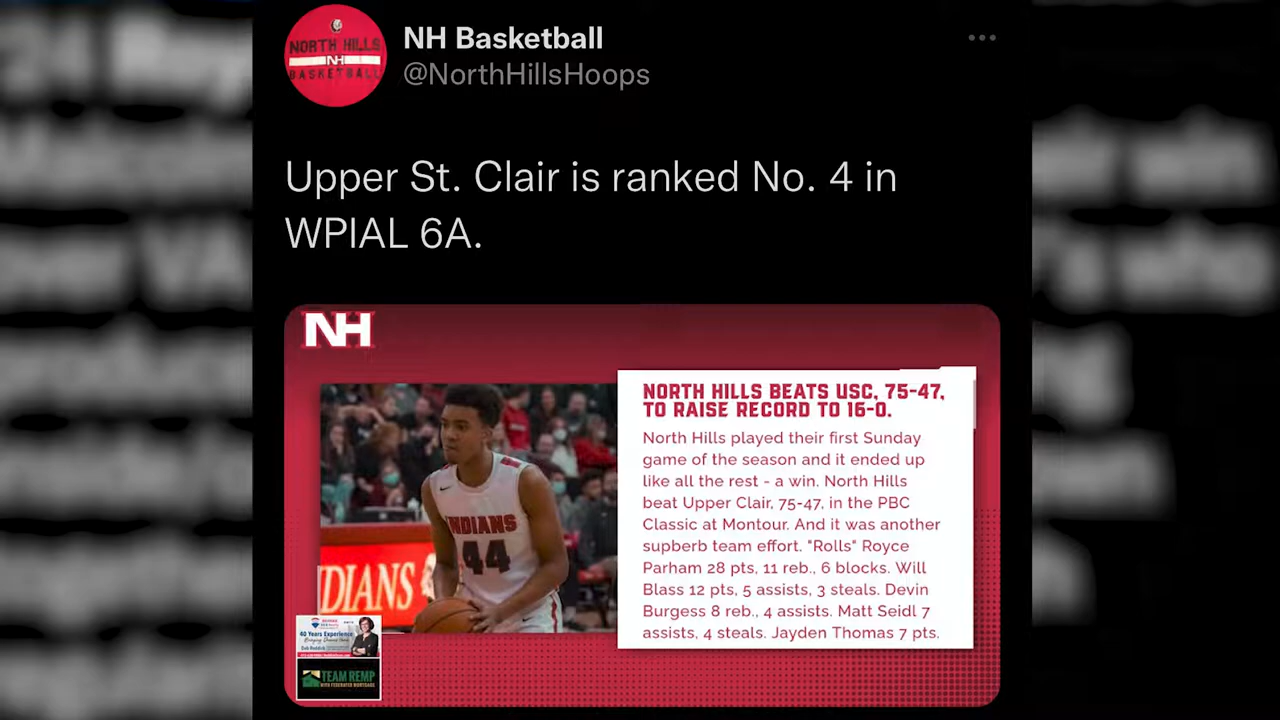 NORTH HILLS
NH
BASKETBALL
NH Basketball
@NorthHillsHoops
Upper St. Clair is ranked No. 4 in
WPIAL 6A.
NH
NORTH HILLS BEATS USC, 75-47,
TO RAISE RECORD TO 16-0.
North Hills played their first Sunday
game of the season and it ended up
like all the rest - a win. North Hills
beat Upper Clair, 75-47, in the PBC
Classic at Montour. And it was another
supberb team effort. "Rolls" Royce
Parham 28 pts, 11 reb., 6 blocks. Will
Blass 12 pts, 5 assists, 3 steals. Devin
Burgess 8 reb., 4 assists. Matt Seidl 7
assists, 4 steals. Jayden Thomas 7 pts.
INDIANS
44
DIANS
40 Years Experience
TEAM REMP
WITH FEDERATED MORTGAGE